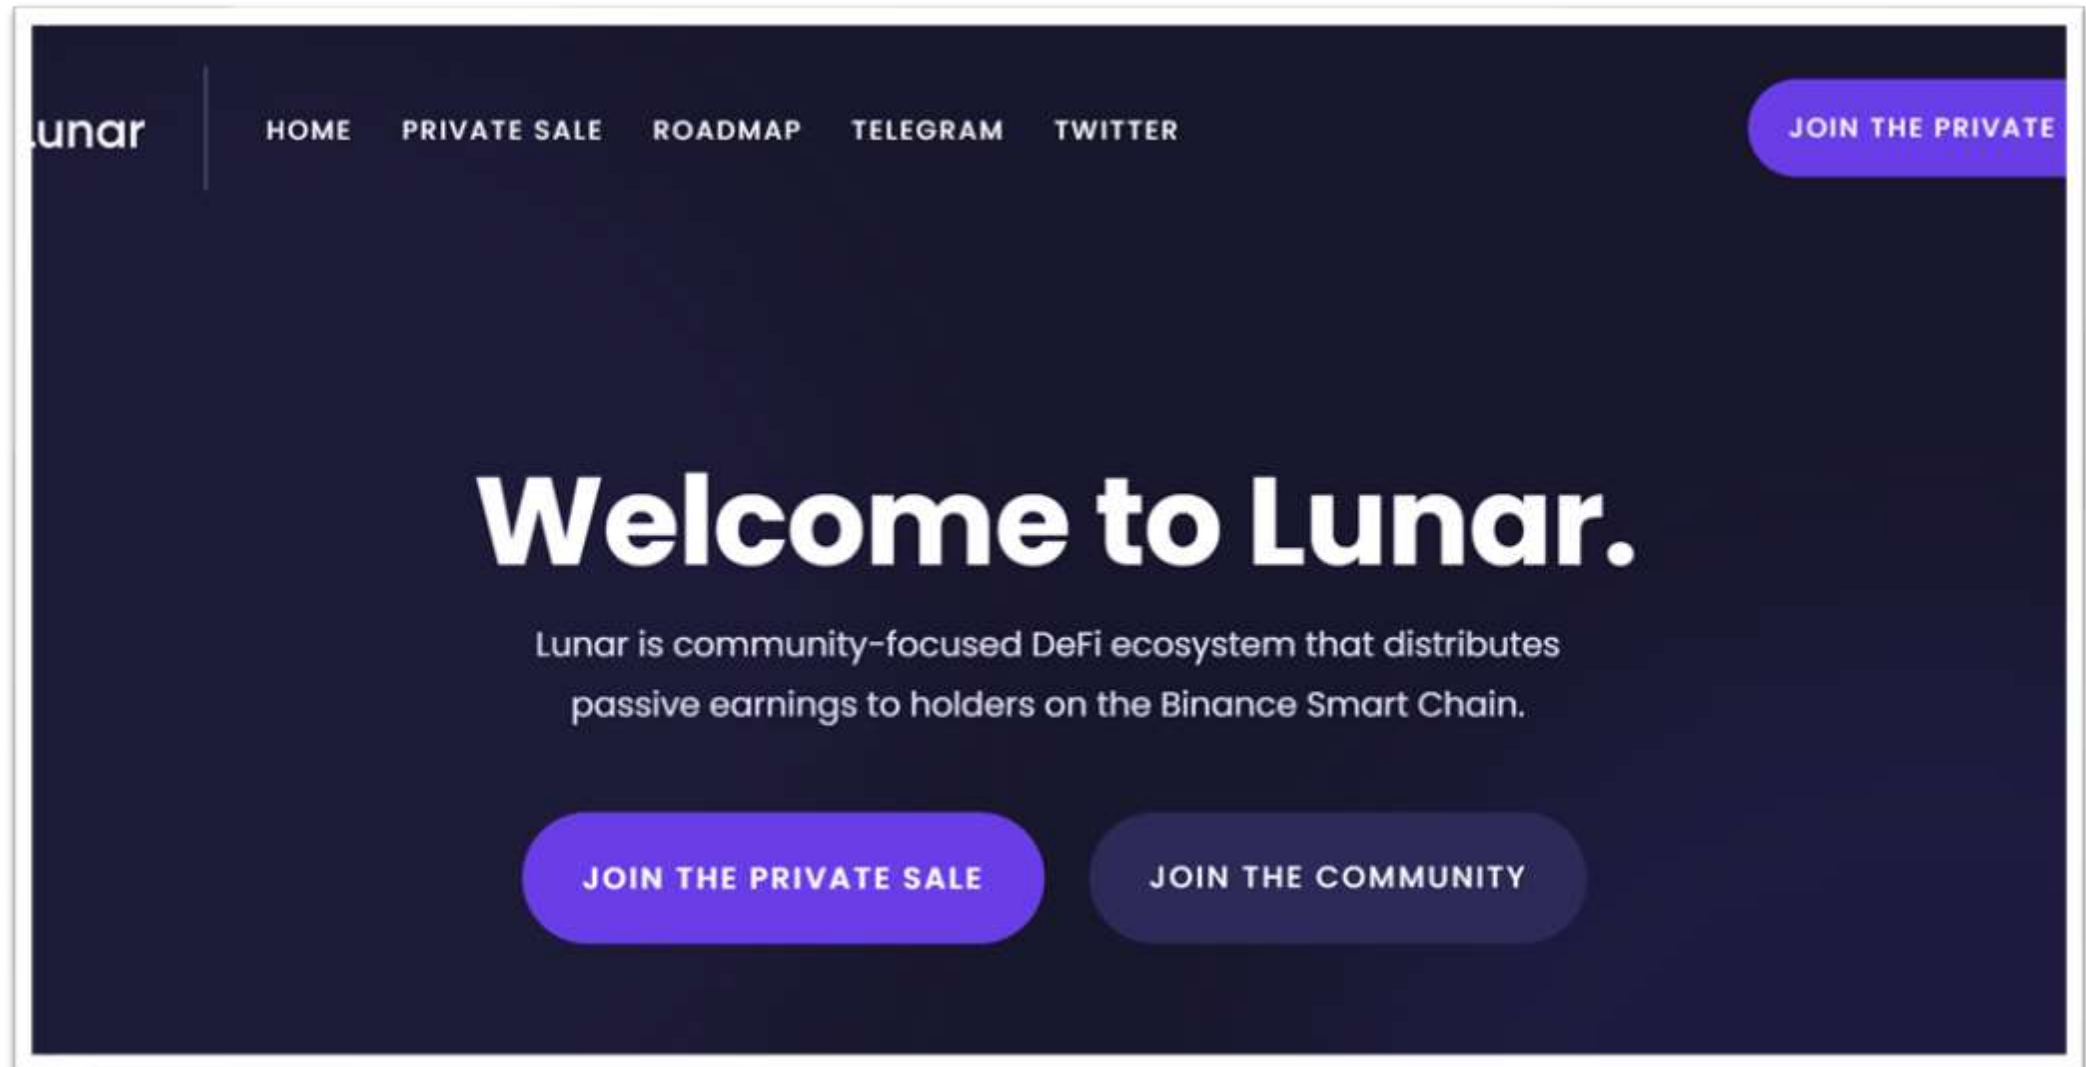 Lunar
HOME PRIVATE SALE ROADMAP TELEGRAM TWITTER JOIN THE PRIVATE
Welcome to Lunar.
Lunar is community-focused DeFi ecosystem that distributes
passive earnings to holders on the Binance Smart Chain.
JOIN THE PRIVATE SALE
JOIN THE COMMUNITY